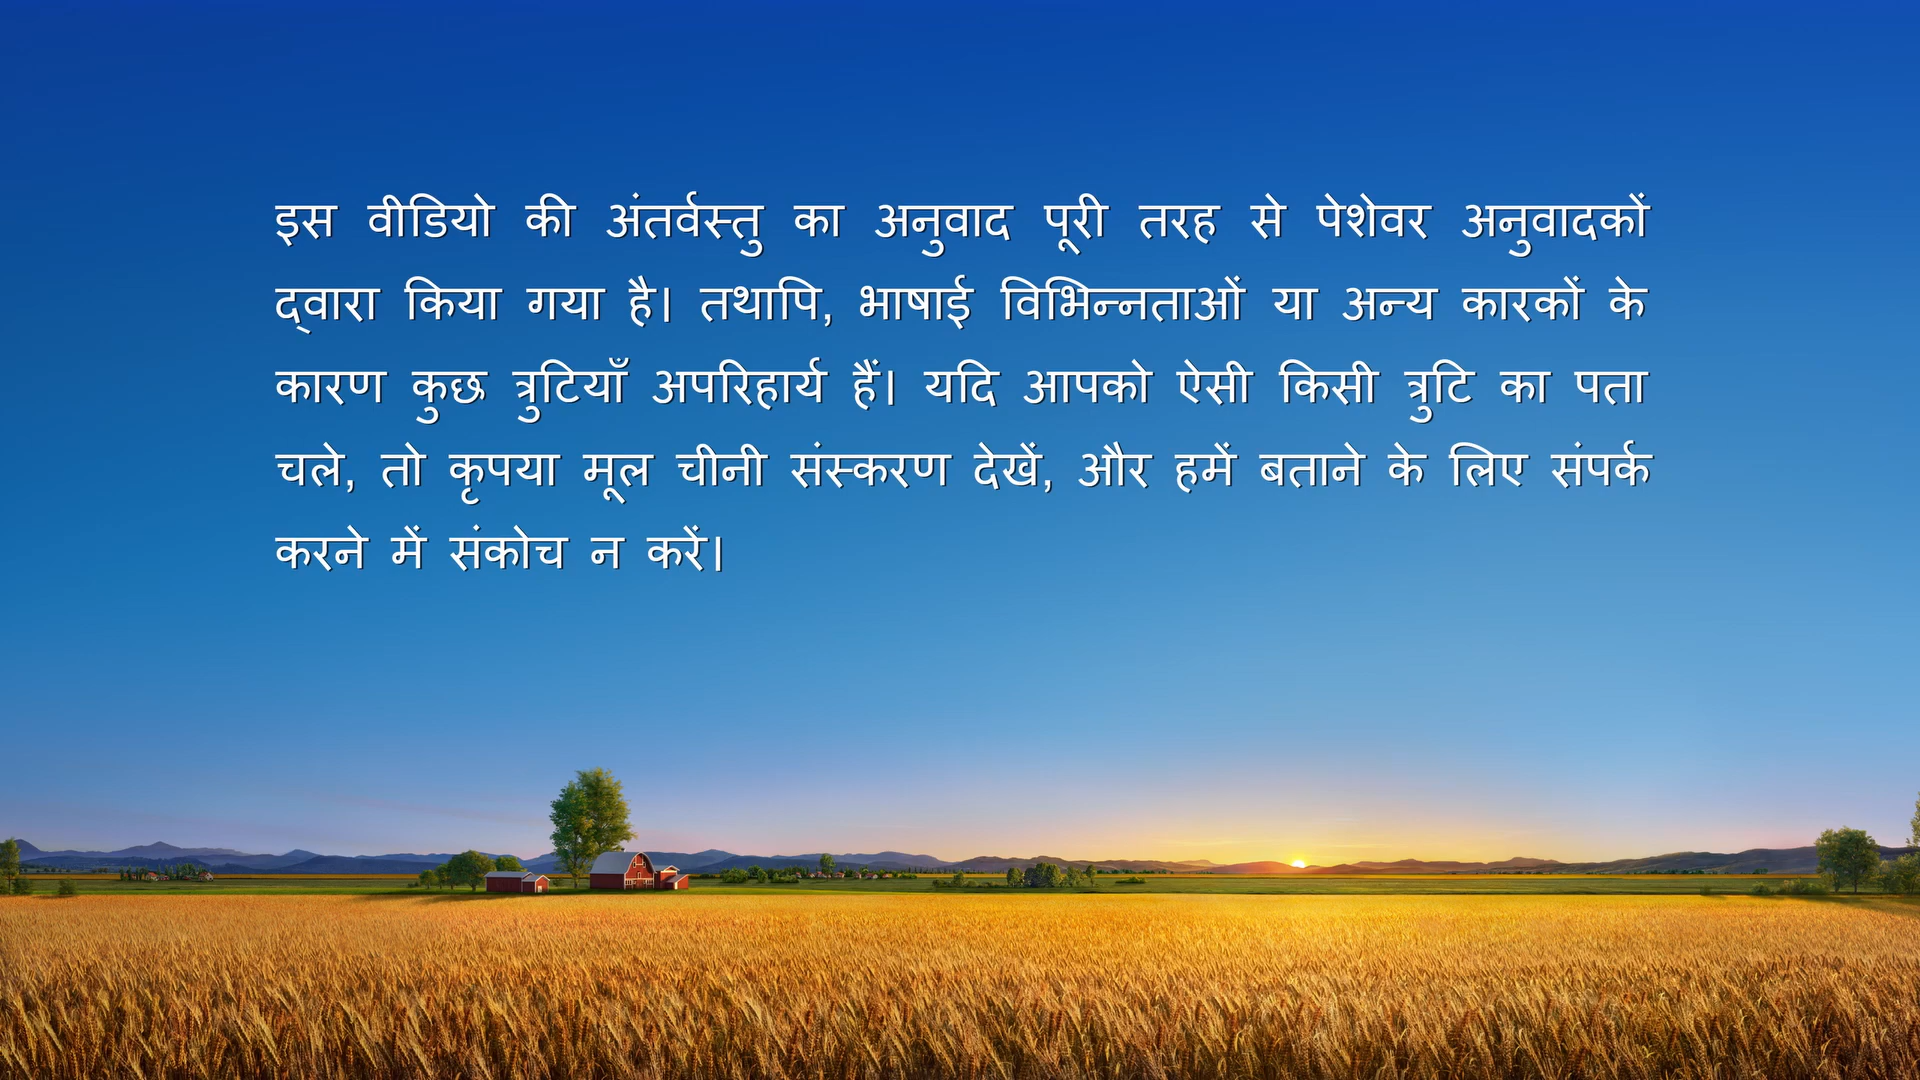 इस वीडियो की अंतर्वस्तु का अनुवाद पूरी तरह से पेशेवर अनुवादकों
द्वारा किया गया है। तथापि, भाषाई विभिन्नताओं या अन्य कारकों के
कारण कुछ त्रुटियाँ अपरिहार्य हैं। यदि आपको ऐसी किसी त्रुटि का पता
चले, तो कृपया मूल चीनी संस्करण देखें, और हमें बताने के लिए संपर्क
करने में संकोच न करें।